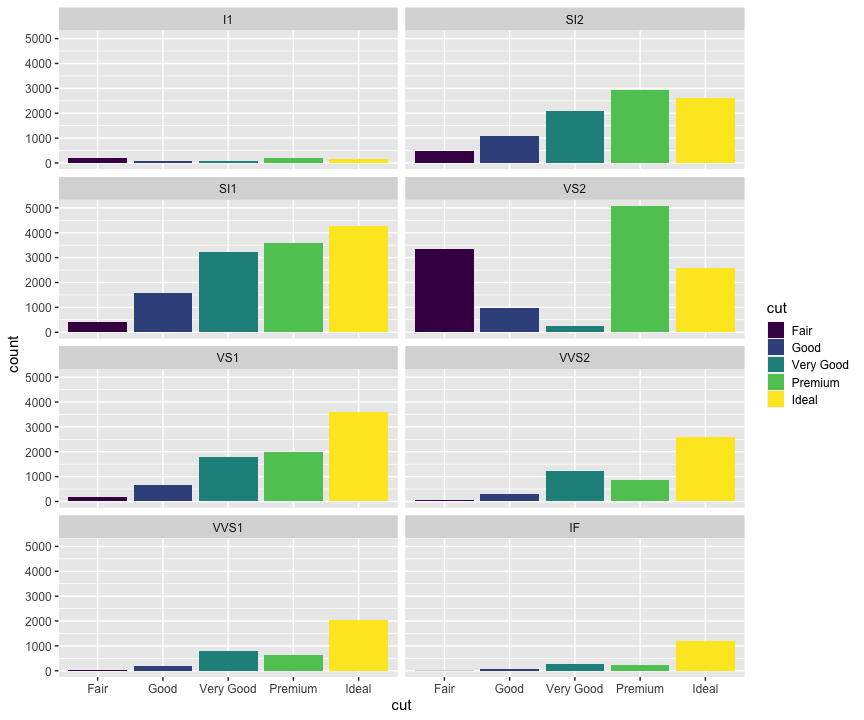 I1
SI2
5000
4000
3000
2000
1000
0
SI1
VS2
5000
4000
3000
2000
1000
0
count
VS1
VVS2
5000
4000
3000
2000
1000
0
VVS1
IF
5000
4000
3000
2000
1000
0
Fair Good Very Good Premium Ideal
Fair Good Very Good Premium Ideal
cut
cut
Fair
Good
Very Good
Premium
Ideal